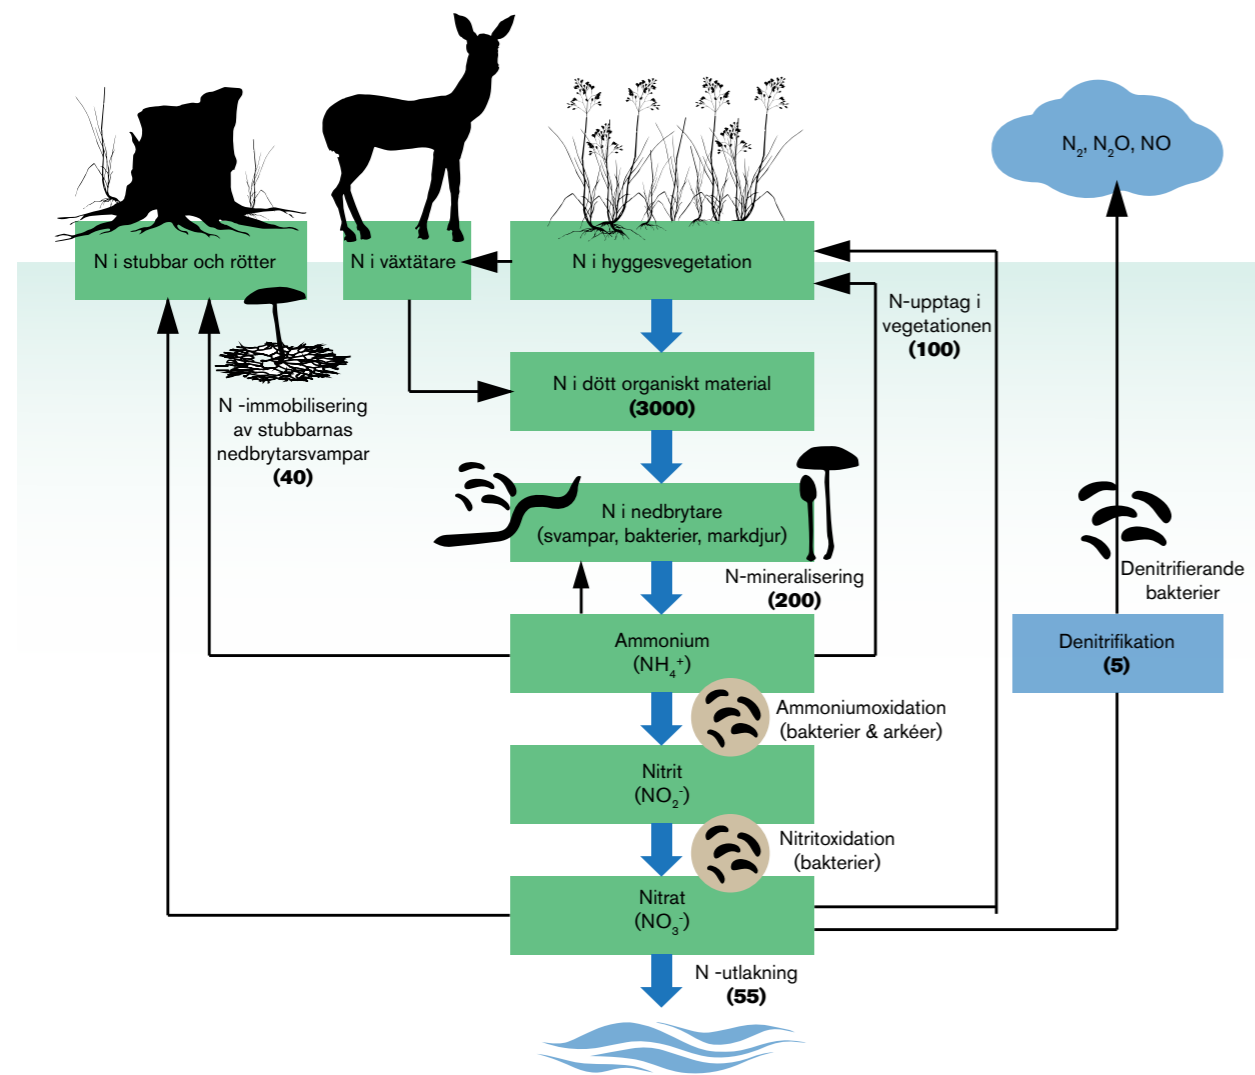 N₂, N₂O, NO
N i stubbar och rötter
N i växtätare
N i hyggesvegetation
N-upptag i
vegetationen
(100)
N i dött organiskt material
(3000)
N -immobilisering
av stubbarnas
nedbrytarsvampar
(40)
N i nedbrytare
(svampar, bakterier, markdjur)
N-mineralisering
(200)
Denitrifierande
bakterier
Ammonium
(NH₄⁺)
Denitrifikation
(5)
Ammoniumoxidation
(bakterier & arkéer)
Nitrit
(NO₂⁻)
Nitritoxidation
(bakterier)
Nitrat
(NO₃⁻)
N -utlakning
(55)